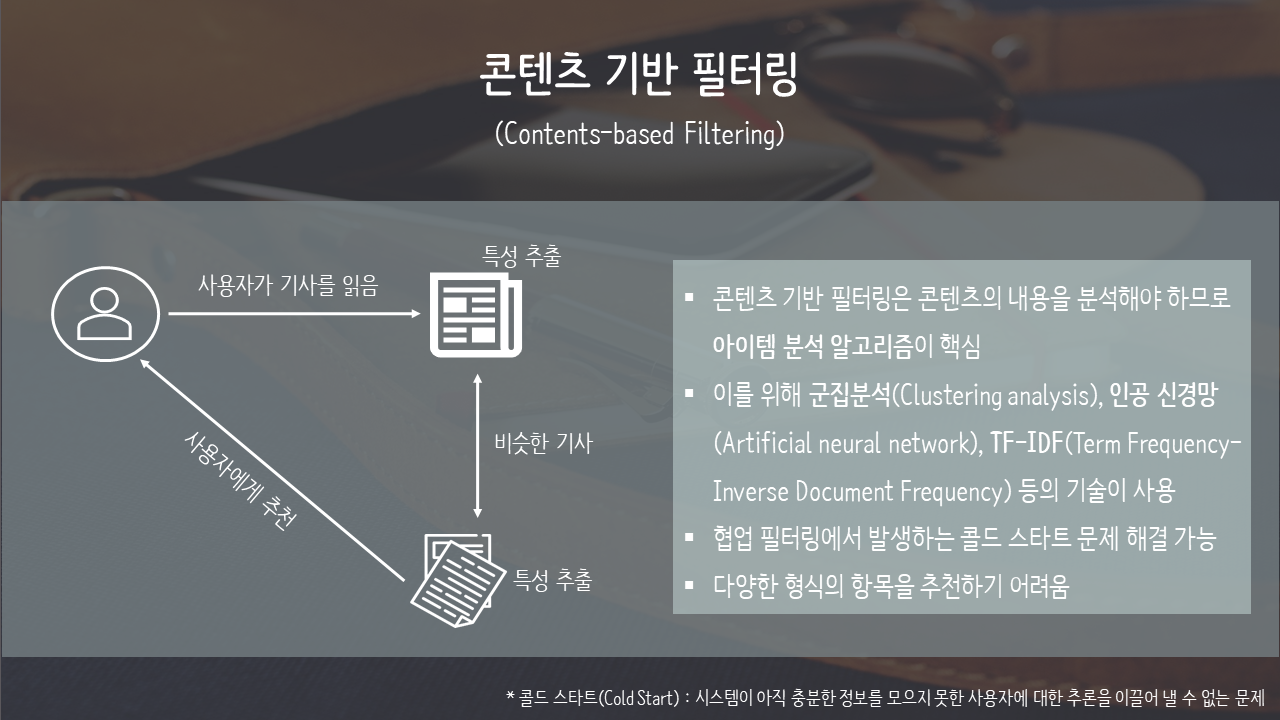 콘텐츠 기반 필터링
(Contents-based Filtering)
사용자가 기사를 읽음
특성 추출
비슷한 기사
사용자에게 추천
특성 추출
▪ 콘텐츠 기반 필터링은 콘텐츠의 내용을 분석해야 하므로
아이템 분석 알고리즘이 핵심
▪ 이를 위해 군집분석(Clustering analysis), 인공 신경망
(Artificial neural network), TF-IDF(Term Frequency-
Inverse Document Frequency) 등의 기술이 사용
▪ 협업 필터링에서 발생하는 콜드 스타트 문제 해결 가능
▪ 다양한 형식의 항목을 추천하기 어려움
* 콜드 스타트(Cold Start) : 시스템이 아직 충분한 정보를 모으지 못한 사용자에 대한 추론을 이끌어 낼 수 없는 문제